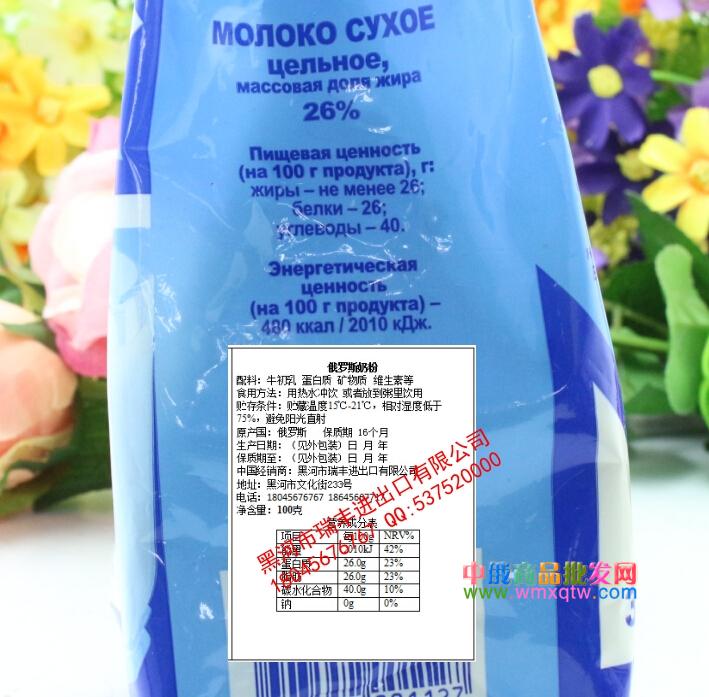 МОЛОКО СУХОЕ
цельное,
массовая доля жира
26%
Пищевая ценность
(на 100 г продукта), г:
жиры – не менее 26;
белки – 26;
углеводы – 40.
Энергетическая
ценность
(на 100 г продукта) –
480 ккал / 2010 кДж.
俄罗斯奶粉
配料：牛初乳 蛋白质 矿物质 维生素等
食用方法：用热水冲饮 或者放到粥里饮用
贮存条件：贮藏温度15℃-21℃，相对湿度低于
75%，避免阳光直射
原产国：俄罗斯 保质期 16个月
生产日期：（见外包装）日 月 年
保质期至：（见外包装）日 月 年
中国经销商：黑河市瑞丰进出口有限公司
地址：黑河市文化街233号
电话：18045676767
净含量：100克
营养成分表
项目 NRV%
42%
蛋白质 26.0g 23%
26.0g 23%
碳水化合物 40.0g 10%
钠 0g 0%
黑河市瑞丰进出口有限公司
18045676767 QQ:537520000
中俄商品批发网
www.wmxqtw.com